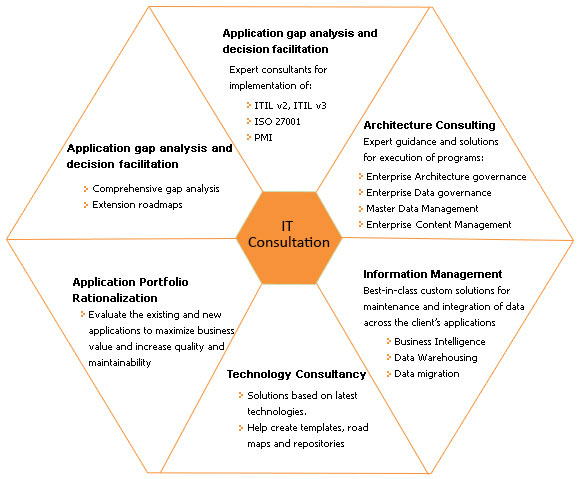 Application gap analysis and
decision facilitation
Expert consultants for
implementation of:
ITIL v2, ITIL v3
ISO 27001
PMI
Architecture Consulting
Expert guidance and solutions
for execution of programs:
Enterprise Architecture governance
Enterprise Data governance
Master Data Management
Enterprise Content Management
Information Management
Best-in-class custom solutions for
maintenance and integration of data
across the client's applications
Business Intelligence
Data Warehousing
Data migration
Technology Consultancy
Solutions based on latest
technologies.
Help create templates, road
maps and repositories
Application Portfolio
Rationalization
Evaluate the existing and new
applications to maximize business
value and increase quality and
maintainability
Application gap analysis and
decision facilitation
Comprehensive gap analysis
Extension roadmaps
IT
Consultation